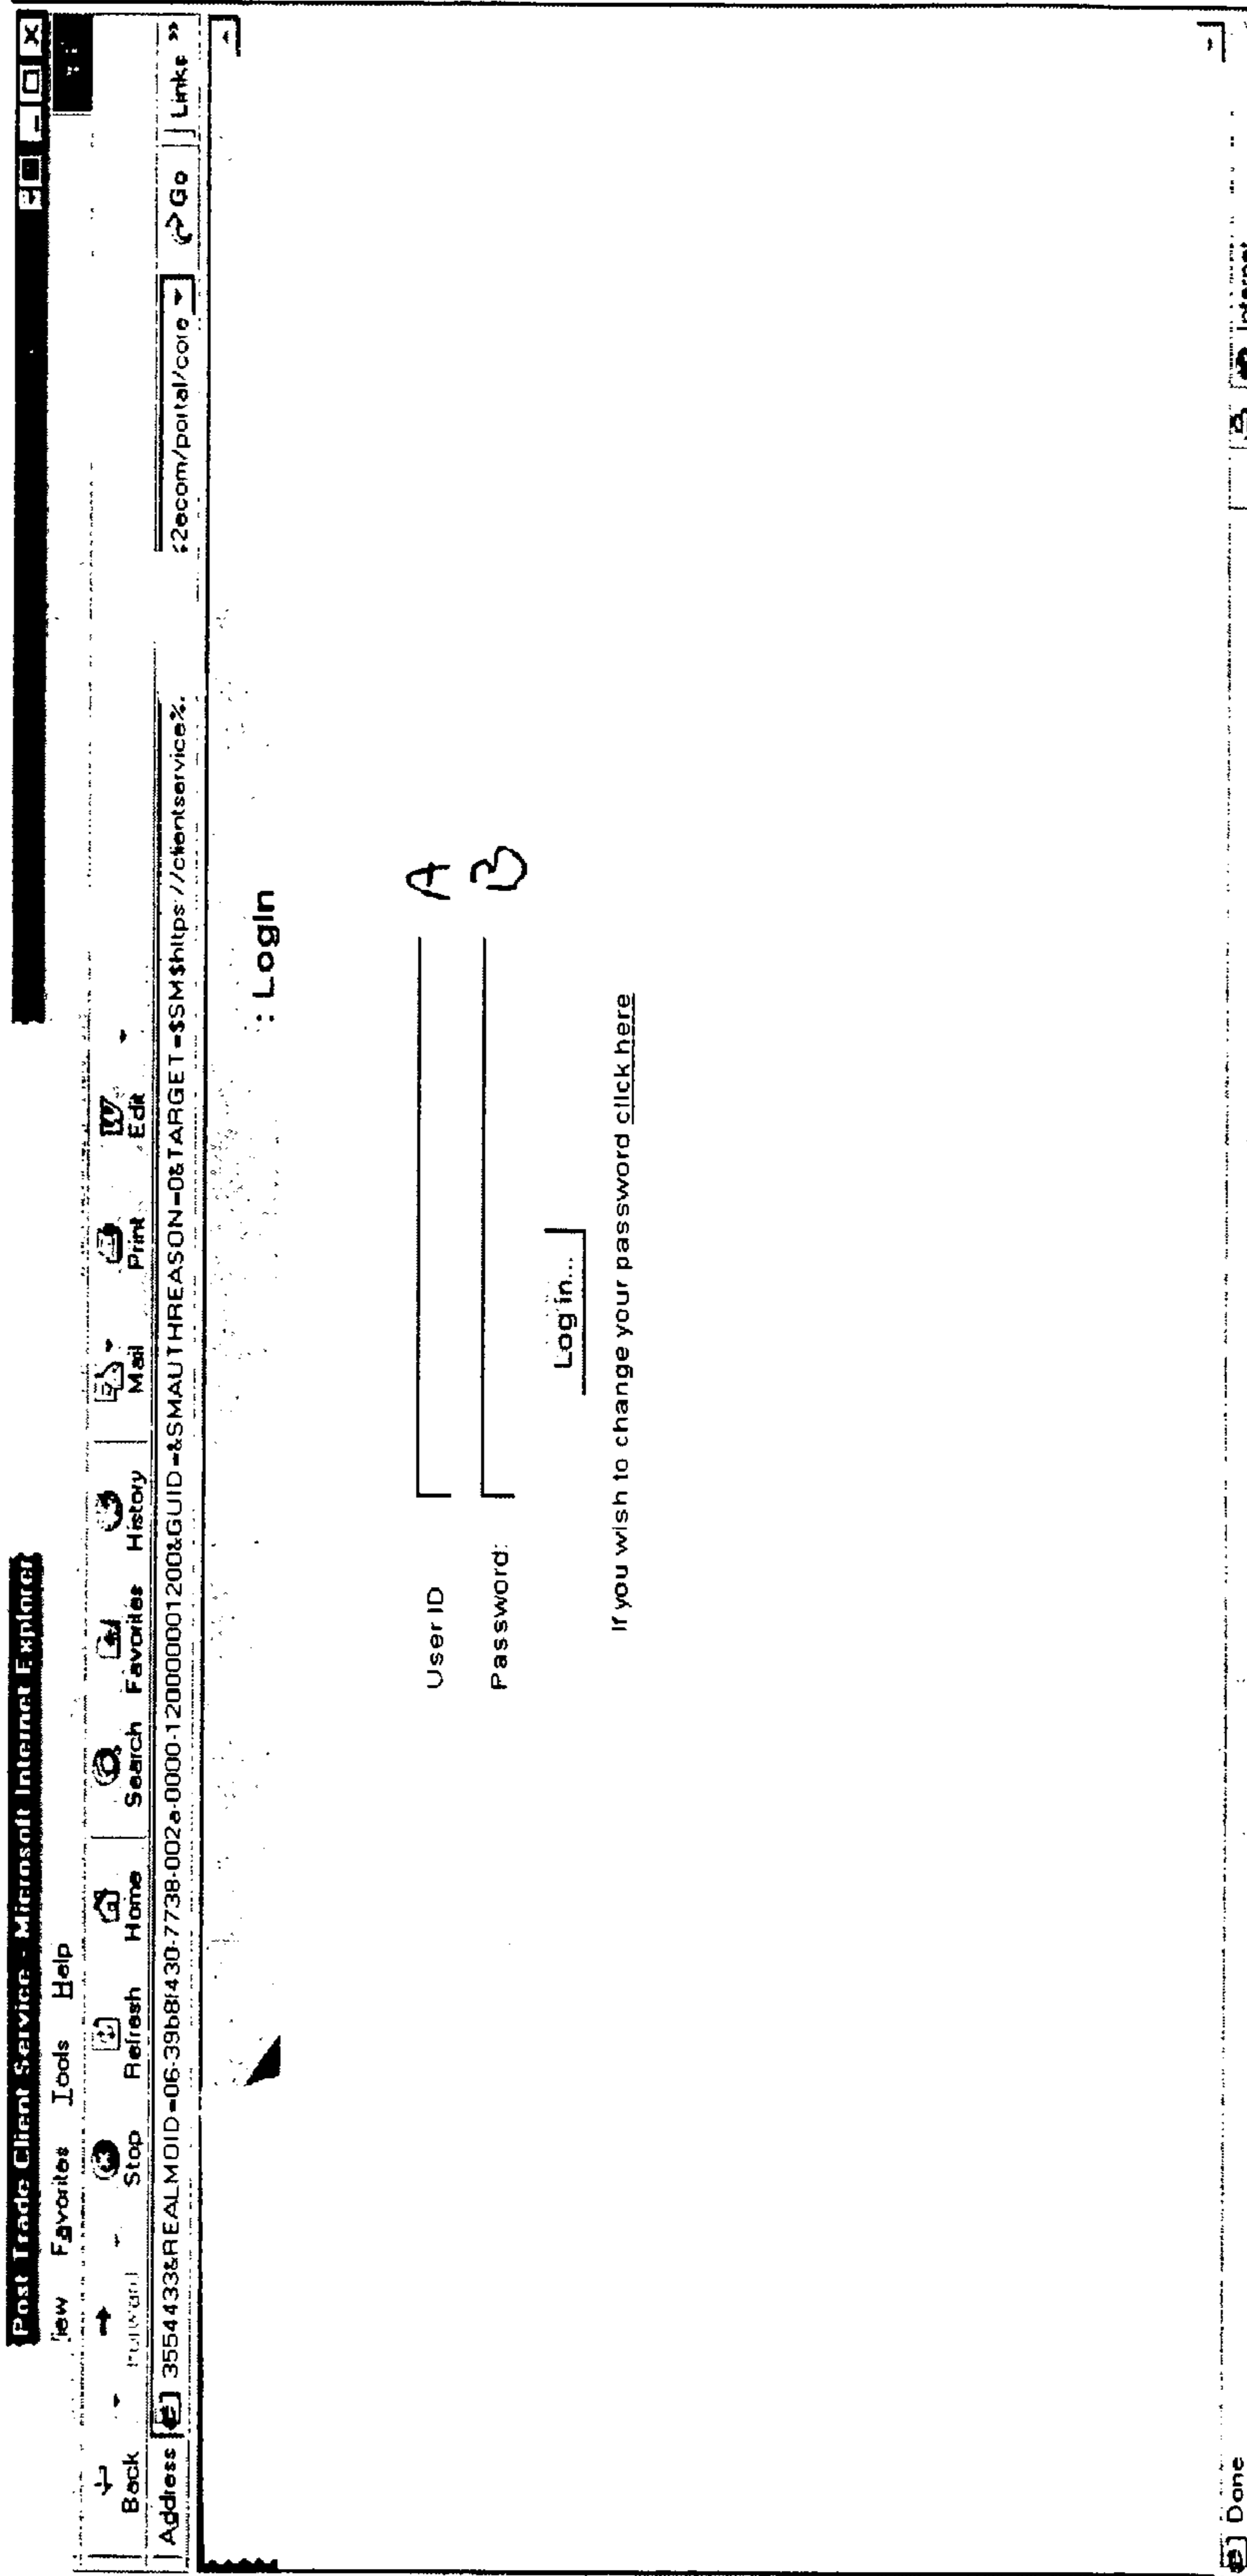 Post Trade Client Service - Microsoft Internet Explorer
iew Favorites Tools Help
Back Forward Stop Refresh Home Search Favorites History Mail Print Edit
Address 3554433&REALMOID=06-39b8f430-7738-002a-0000-120000001200&GUID=&SMAUTHREASON=0&TARGET=$SM$https://clientservice%. 2ecom/portal/core Go Links »
: Login
User ID A
Password: B
Log in...
If you wish to change your password click here
Done Internet